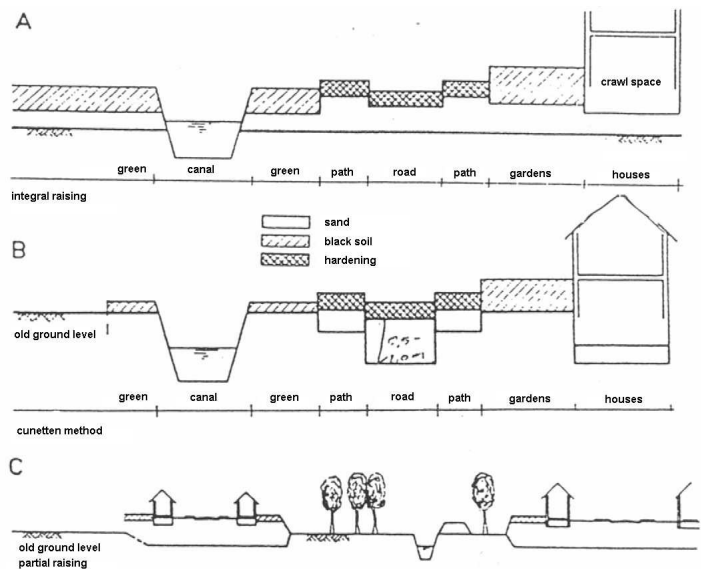 A
crawl space
green canal green path road path gardens houses
integral raising
sand
black soil
hardening
B
old ground level
green canal green path road path gardens houses
cunetten method
C
old ground level
partial raising